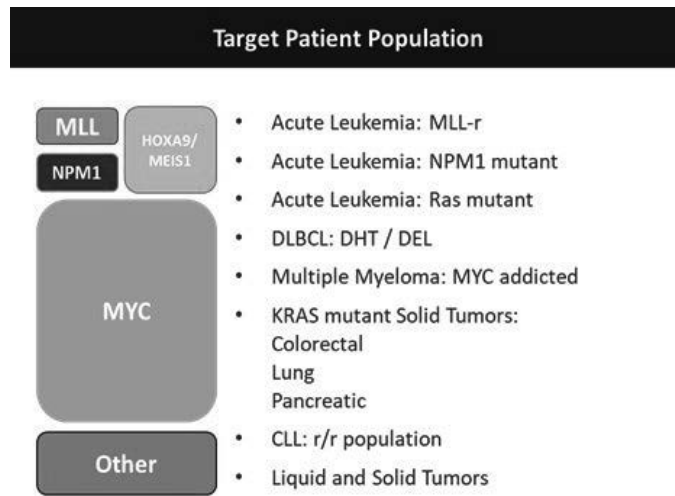 Target Patient Population
MLL
HOXA9/
MEIS1
NPM1
MYC
Other
• Acute Leukemia: MLL-r
• Acute Leukemia: NPM1 mutant
• Acute Leukemia: Ras mutant
• DLBCL: DHT / DEL
• Multiple Myeloma: MYC addicted
• KRAS mutant Solid Tumors:
Colorectal
Lung
Pancreatic
• CLL: r/r population
• Liquid and Solid Tumors